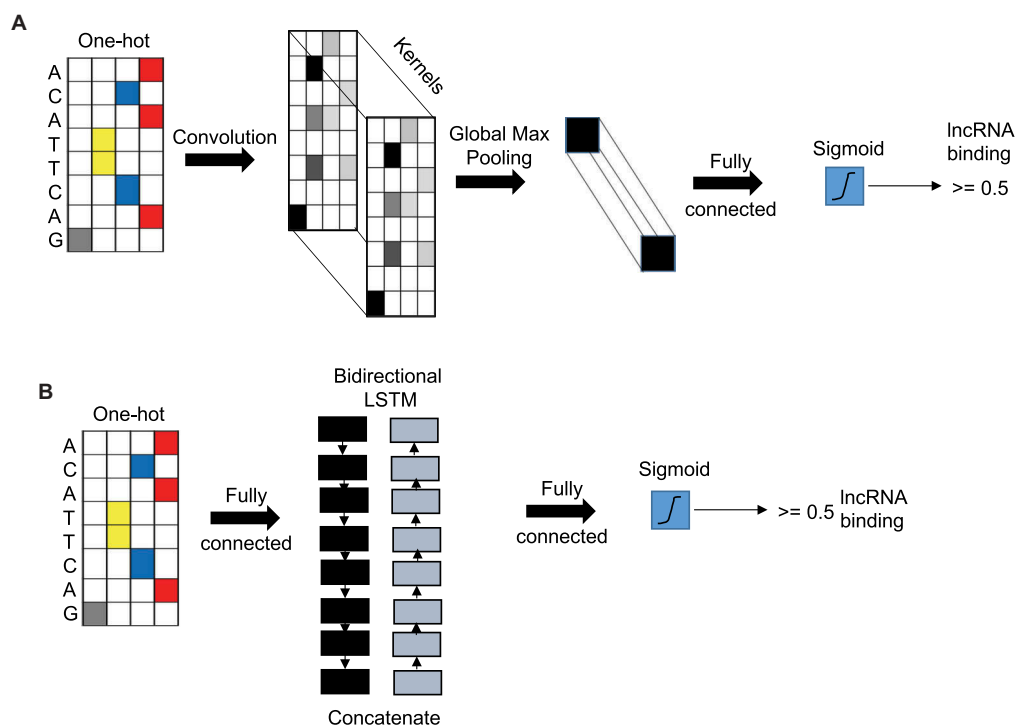 A
One-hot
A
C
A
T
T
C
A
G
Convolution
Kernels
Global Max
Pooling
Fully
connected
Sigmoid
lncRNA
binding
>= 0.5
B
One-hot
A
C
A
T
T
C
A
G
Fully
connected
Bidirectional
LSTM
Concatenate
Fully
connected
Sigmoid
>= 0.5
lncRNA
binding